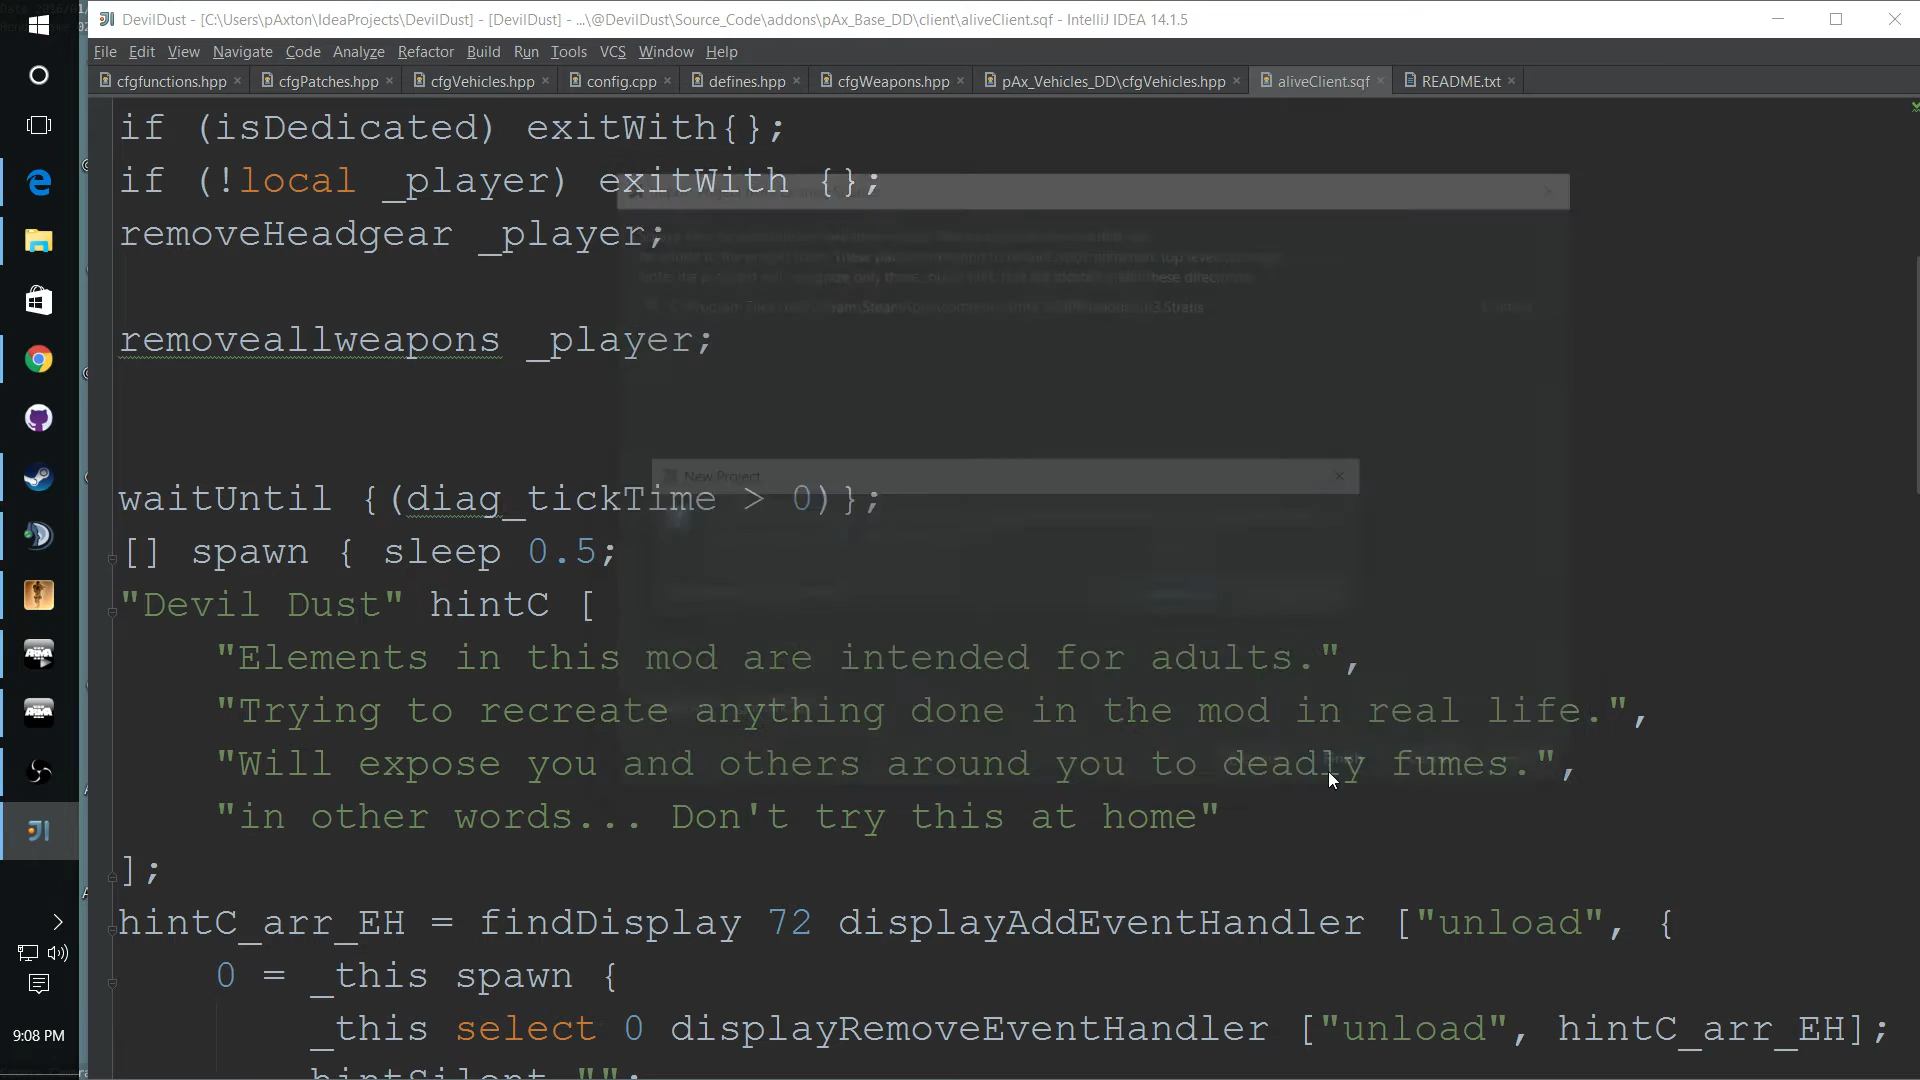 DevilDust - [C:\Users\pAxton\IdeaProjects\DevilDust] - [DevilDust] - ...\@DevilDust\Source_Code\addons\pAx_Base_DD\client\aliveClient.sqf - IntelliJ IDEA 14.1.5
File Edit View Navigate Code Analyze Refactor Build Run Tools VCS Window Help
cfgfunctions.hpp cfgPatches.hpp cfgVehicles.hpp config.cpp defines.hpp cfgWeapons.hpp pAx_Vehicles_DD\cfgVehicles.hpp aliveClient.sqf README.txt
if (isDedicated) exitWith{};
if (!local _player) exitWith {};
removeHeadgear _player;
removeallweapons _player;
New Project
waitUntil {(diag_tickTime > 0)};
[] spawn { sleep 0.5;
"Devil Dust" hintC [
"Elements in this mod are intended for adults.",
"Trying to recreate anything done in the mod in real life.",
"Will expose you and others around you to deadly fumes.",
"in other words... Don't try this at home"
];
hintC_arr_EH = findDisplay 72 displayAddEventHandler ["unload", {
0 = _this spawn {
_this select 0 displayRemoveEventHandler ["unload", hintC_arr_EH];
hintSilent "";
9:08 PM